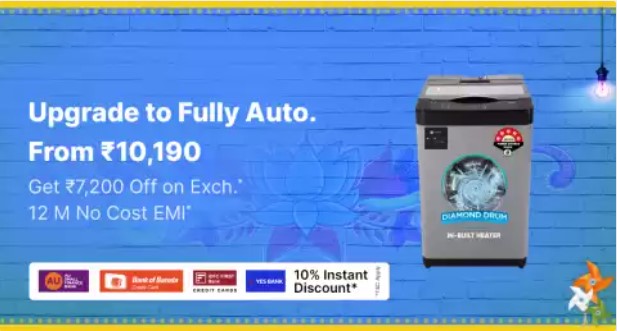 Upgrade to Fully Auto.
From ₹10,190
Get ₹7,200 Off on Exch.*
12 M No Cost EMI*
AU
SMALL
FINANCE
BANK
Bank of Baroda
Credit Card
IDFC FIRST
Bank
CREDIT CARDS
YES BANK
10% Instant
Discount*
*T&C Apply
DIAMOND DRUM
IN-BUILT HEATER